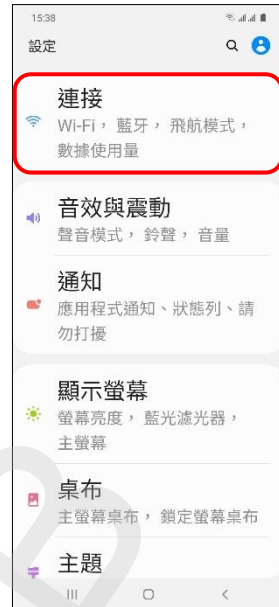 15:38
設定
連接
Wi-Fi， 藍牙， 飛航模式，
數據使用量
音效與震動
聲音模式， 鈴聲， 音量
通知
應用程式通知、狀態列、請
勿打擾
顯示螢幕
螢幕亮度， 藍光濾光器，
主螢幕
桌布
主螢幕桌布， 鎖定螢幕桌布
主題